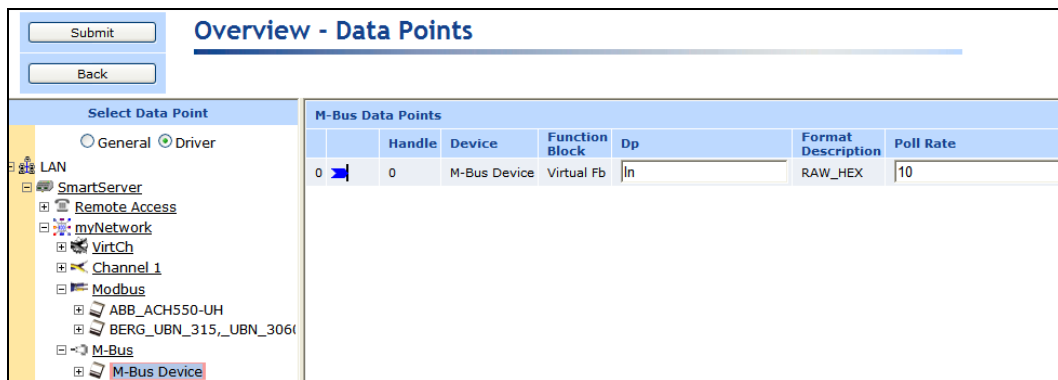 Submit
Overview - Data Points
Back
Select Data Point
General Driver
LAN
SmartServer
Remote Access
myNetwork
VirtCh
Channel 1
Modbus
ABB_ACH550-UH
BERG_UBN_315,_UBN_306(
M-Bus
M-Bus Device
M-Bus Data Points
Handle Device Function Block Dp Format Description Poll Rate
0 0 M-Bus Device Virtual Fb In RAW_HEX 10